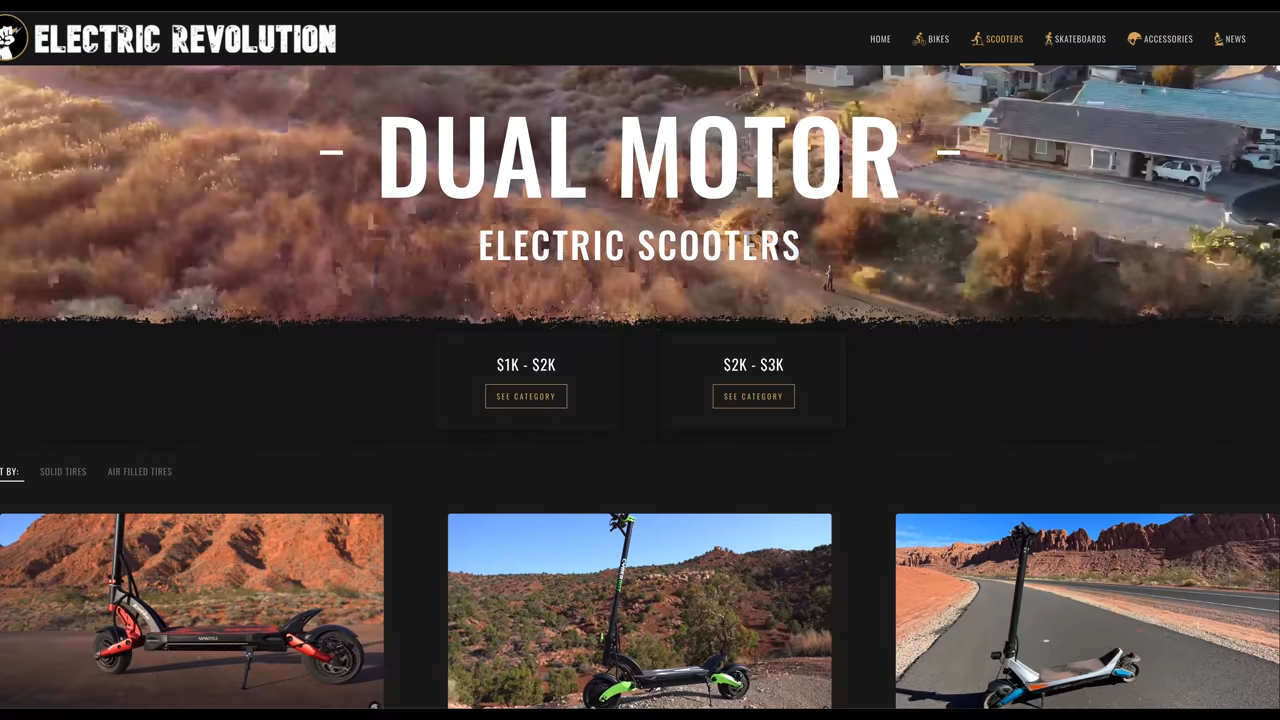 ELECTRIC REVOLUTION
HOME BIKES SCOOTERS SKATEBOARDS ACCESSORIES NEWS
- DUAL MOTOR -
ELECTRIC SCOOTERS
$1K - $2K
$2K - $3K
SEE CATEGORY
SEE CATEGORY
T BY: SOLID TIRES AIR FILLED TIRES